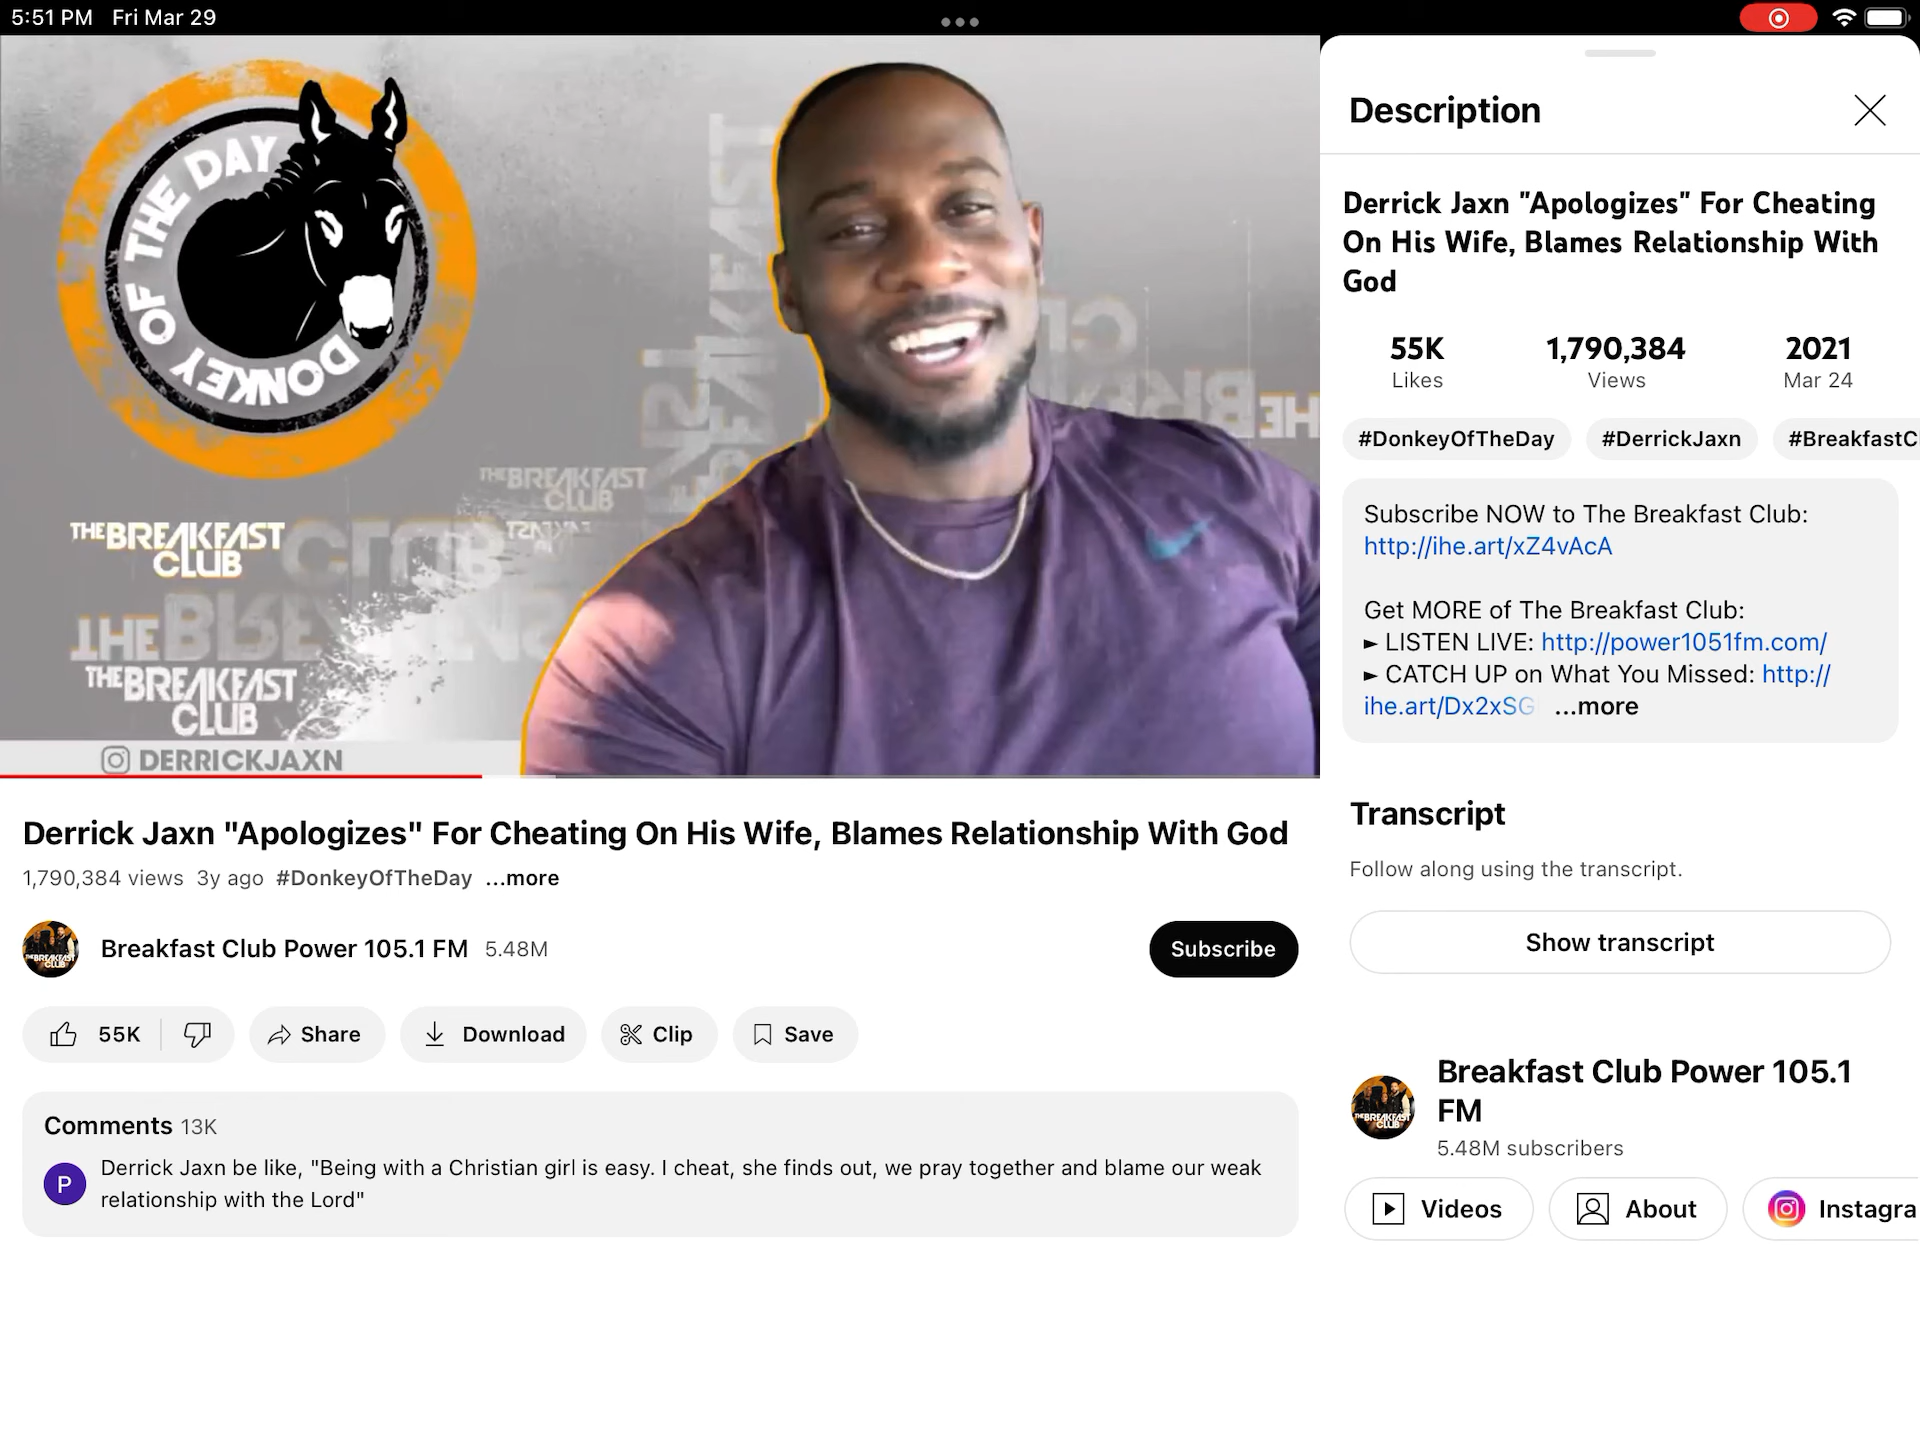 5:51 PM Fri Mar 29
DONKEY OF THE DAY
THE BREAKFAST
CLUB
THE BREAKFAST
CLUB
THE BREAKFAST
CLUB
DERRICKJAXN
Derrick Jaxn "Apologizes" For Cheating On His Wife, Blames Relationship With God
1,790,384 views 3y ago #DonkeyOfTheDay ...more
Breakfast Club Power 105.1 FM 5.48M
Subscribe
55K
Share
Download
Clip
Save
Comments 13K
P
Derrick Jaxn be like, "Being with a Christian girl is easy. I cheat, she finds out, we pray together and blame our weak
relationship with the Lord"
Description
Derrick Jaxn "Apologizes" For Cheating
On His Wife, Blames Relationship With
God
55K 1,790,384 2021
Likes Views Mar 24
#DonkeyOfTheDay #DerrickJaxn #BreakfastC
Subscribe NOW to The Breakfast Club:
http://ihe.art/xZ4vAcA
Get MORE of The Breakfast Club:
► LISTEN LIVE: http://power1051fm.com/
► CATCH UP on What You Missed: http://
ihe.art/Dx2xSG ...more
Transcript
Follow along using the transcript.
Show transcript
Breakfast Club Power 105.1
FM
5.48M subscribers
Videos
About
Instagra